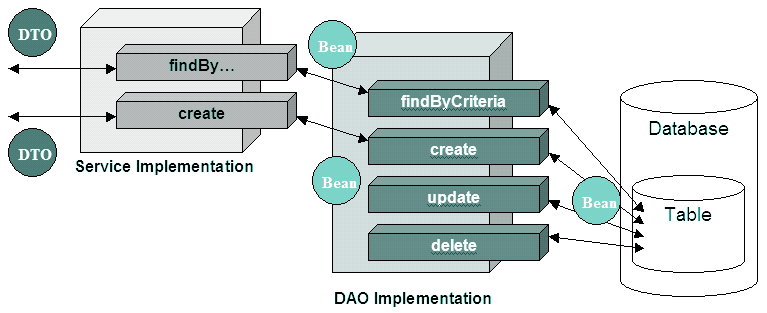 DTO
findBy…
create
DTO
Service Implementation
Bean
findByCriteria
create
Bean
update
delete
DAO Implementation
Bean
Database
Table